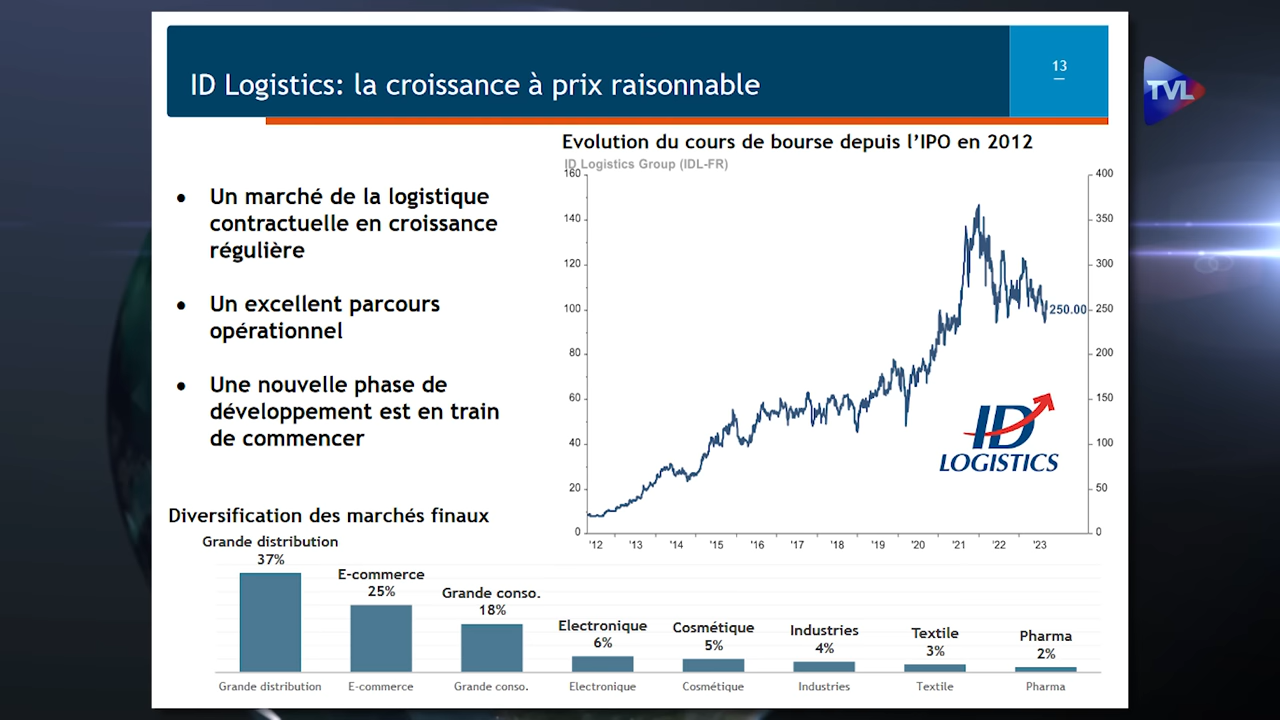 ID Logistics: la croissance à prix raisonnable
13
TVL
Evolution du cours de bourse depuis l'IPO en 2012
ID Logistics Group (IDL-FR)
• Un marché de la logistique
contractuelle en croissance
régulière
• Un excellent parcours
opérationnel
• Une nouvelle phase de
développement est en train
de commencer
160
140
120
100
80
60
40
20
0
400
350
300
250
200
150
100
50
0
250.00
ID
LOGISTICS
'12 '13 '14 '15 '16 '17 '18 '19 '20 '21 '22 '23
Diversification des marchés finaux
Grande distribution
37%
E-commerce
25%
Grande conso.
18%
Electronique
6%
Cosmétique
5%
Industries
4%
Textile
3%
Pharma
2%
Grande distribution E-commerce Grande conso. Electronique Cosmétique Industries Textile Pharma